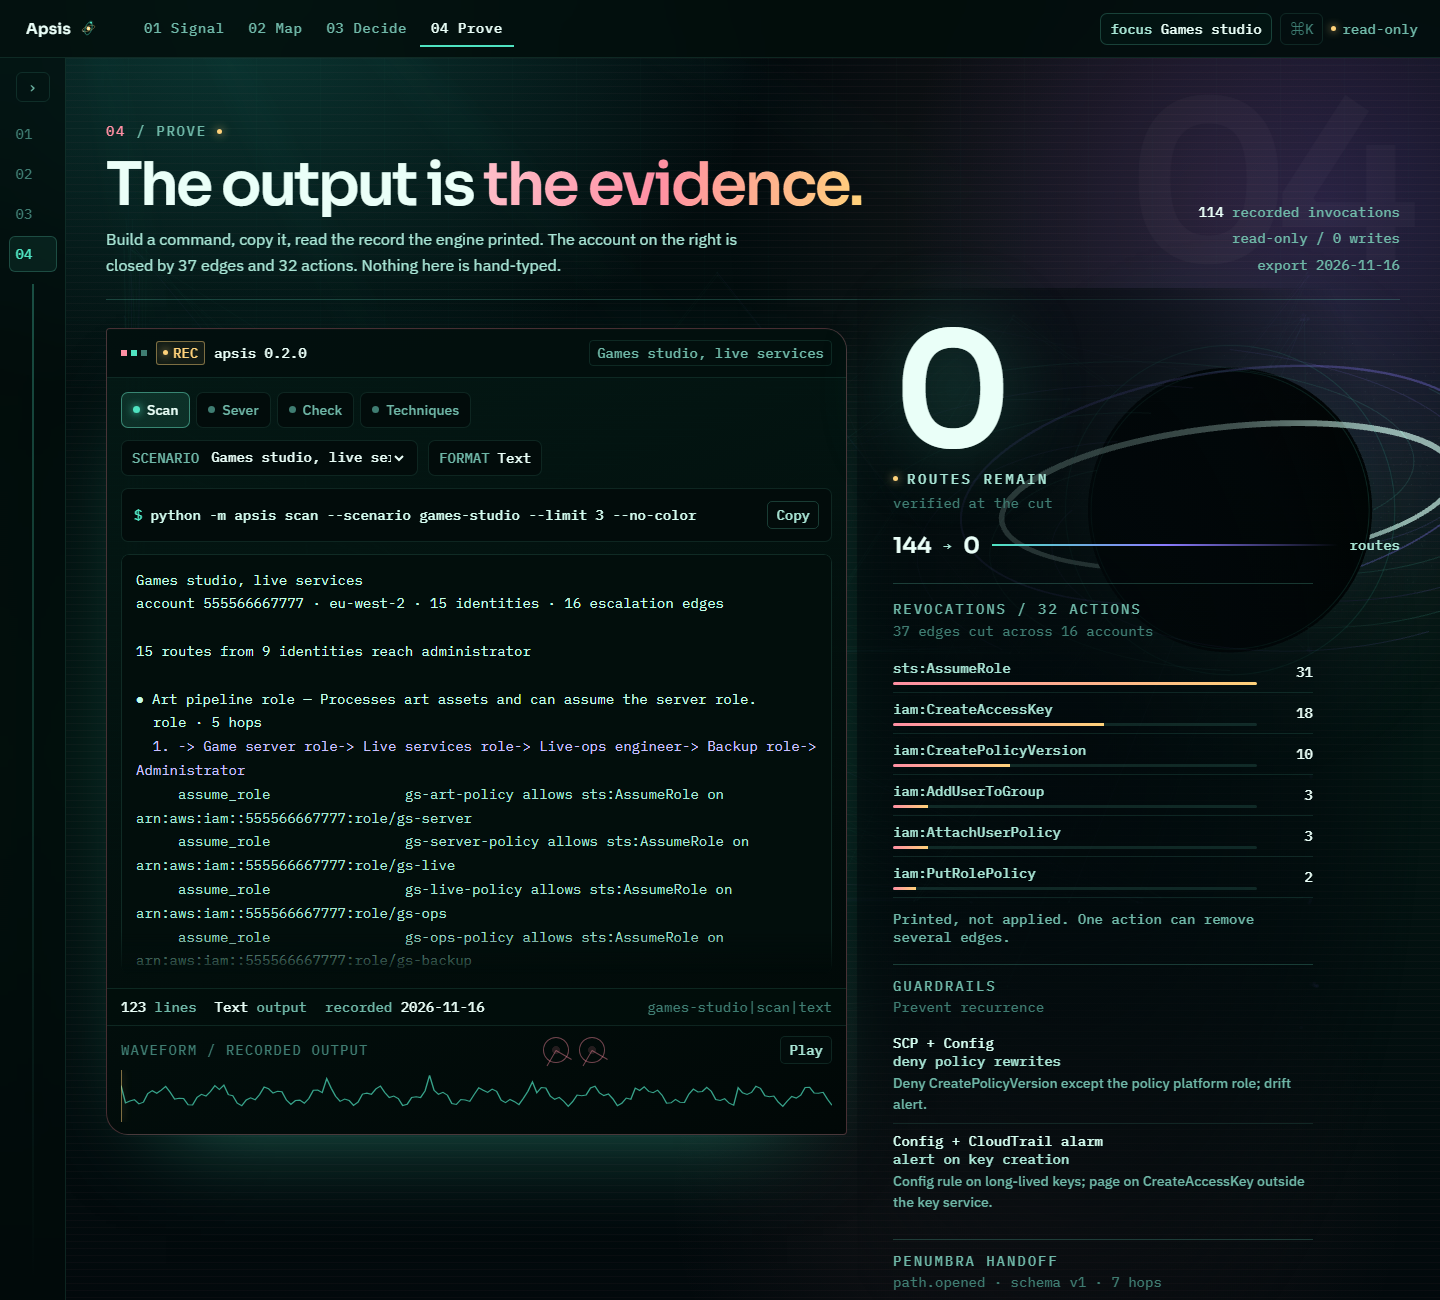 Apsis
01 Signal
02 Map
03 Decide
04 Prove
focus Games studio
⌘K
read-only
›
01
02
03
04
04
04 / PROVE
The output is the evidence.
Build a command, copy it, read the record the engine printed. The account on the right is
closed by 37 edges and 32 actions. Nothing here is hand-typed.
114 recorded invocations
read-only / 0 writes
export 2026-11-16
REC
apsis 0.2.0
Games studio, live services
Scan
Sever
Check
Techniques
SCENARIO Games studio, live se
FORMAT Text
$ python -m apsis scan --scenario games-studio --limit 3 --no-color
Copy
Games studio, live services
account 555566667777 · eu-west-2 · 15 identities · 16 escalation edges
15 routes from 9 identities reach administrator
● Art pipeline role — Processes art assets and can assume the server role.
role · 5 hops
1. -> Game server role-> Live services role-> Live-ops engineer-> Backup role->
Administrator
assume_role gs-art-policy allows sts:AssumeRole on
arn:aws:iam::555566667777:role/gs-server
assume_role gs-server-policy allows sts:AssumeRole on
arn:aws:iam::555566667777:role/gs-live
assume_role gs-live-policy allows sts:AssumeRole on
arn:aws:iam::555566667777:role/gs-ops
assume_role gs-ops-policy allows sts:AssumeRole on
arn:aws:iam::555566667777:role/gs-backup
123 lines Text output recorded 2026-11-16
games-studio|scan|text
WAVEFORM / RECORDED OUTPUT
Play
0
ROUTES REMAIN
verified at the cut
144 → 0
routes
REVOCATIONS / 32 ACTIONS
37 edges cut across 16 accounts
sts:AssumeRole 31
iam:CreateAccessKey 18
iam:CreatePolicyVersion 10
iam:AddUserToGroup 3
iam:AttachUserPolicy 3
iam:PutRolePolicy 2
Printed, not applied. One action can remove
several edges.
GUARDRAILS
Prevent recurrence
SCP + Config
deny policy rewrites
Deny CreatePolicyVersion except the policy platform role; drift
alert.
Config + CloudTrail alarm
alert on key creation
Config rule on long-lived keys; page on CreateAccessKey outside
the key service.
PENUMBRA HANDOFF
path.opened · schema v1 · 7 hops